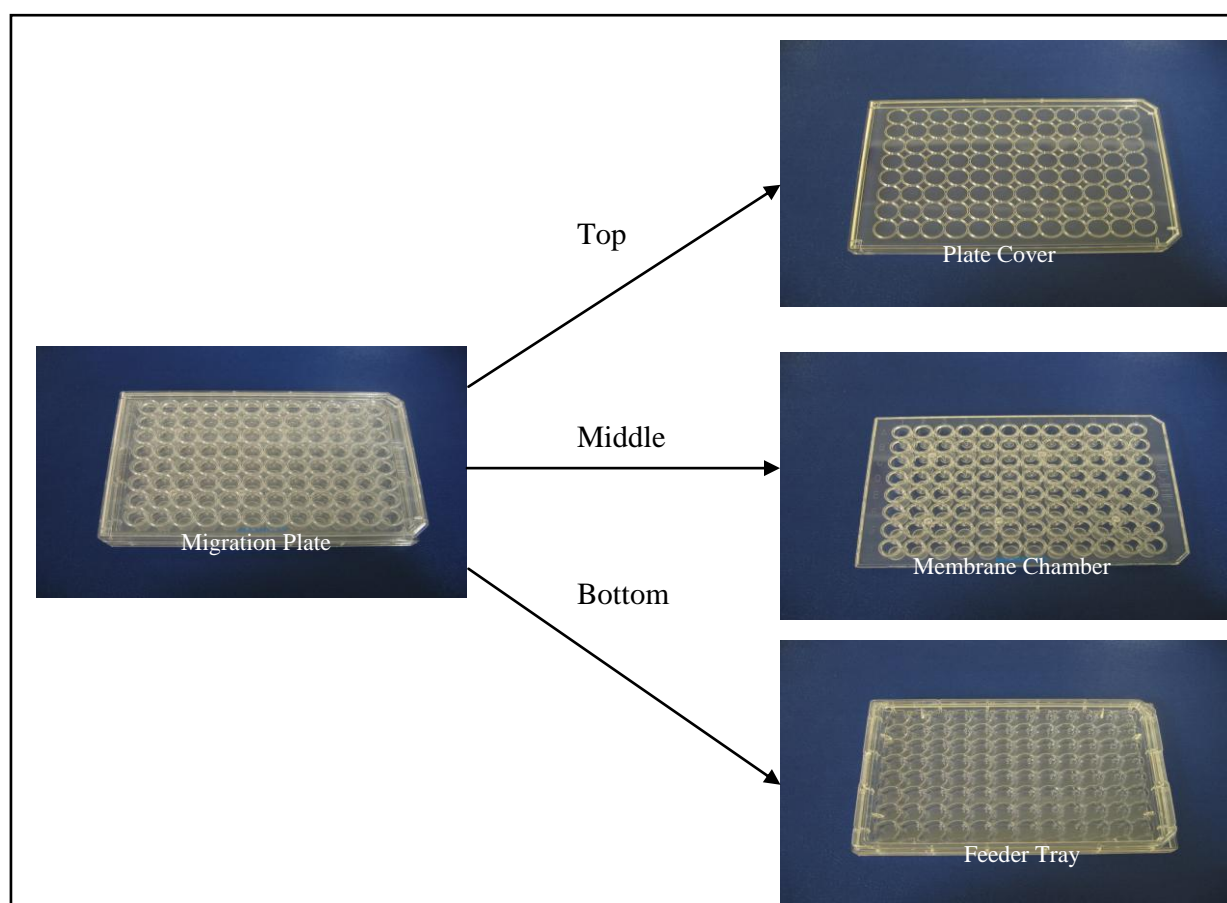 Top
Plate Cover
Migration Plate
Middle
Membrane Chamber
Bottom
Feeder Tray